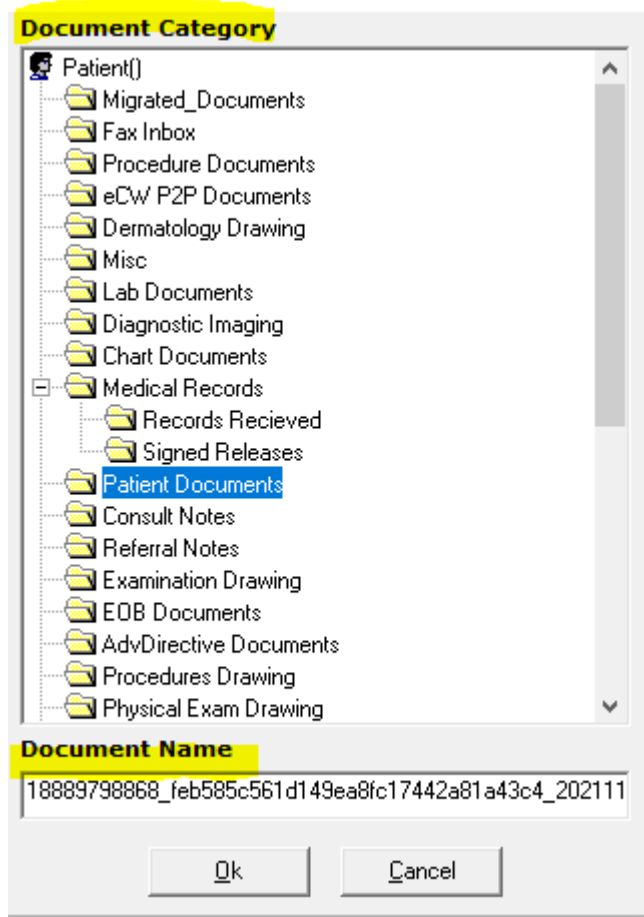 Document Category
Patient()
Migrated_Documents
Fax Inbox
Procedure Documents
eCW P2P Documents
Dermatology Drawing
Misc
Lab Documents
Diagnostic Imaging
Chart Documents
Medical Records
Records Recieved
Signed Releases
Patient Documents
Consult Notes
Referral Notes
Examination Drawing
EOB Documents
AdvDirective Documents
Procedures Drawing
Physical Exam Drawing
Document Name
18889798868_feb585c561d149ea8fc17442a81a43c4_202111
Ok
Cancel